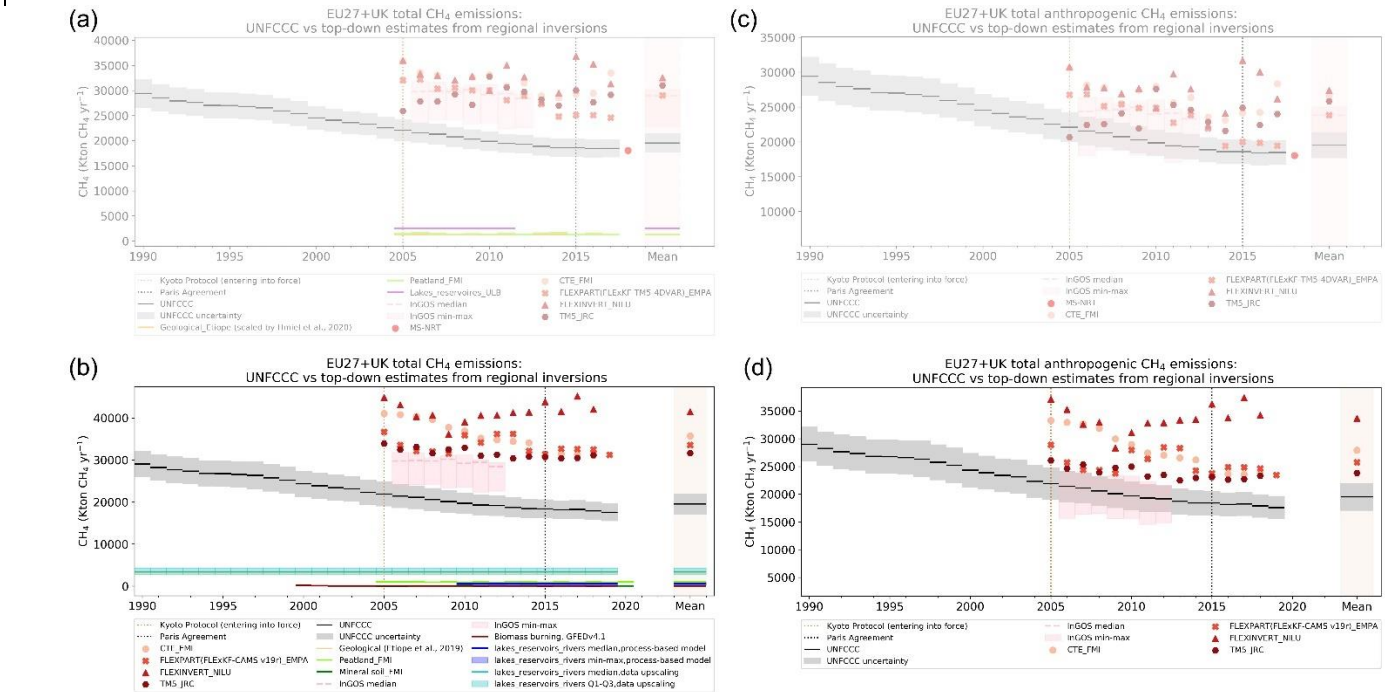 (a)
EU27+UK total CH₄ emissions:
UNFCCC vs top-down estimates from regional inversions
CH₄ (Kton CH₄ yr⁻¹)
40000
35000
30000
25000
20000
15000
10000
5000
0
1990
1995
2000
2005
2010
2015
Mean
Kyoto Protocol (entering into force)
Paris Agreement
UNFCCC
UNFCCC uncertainty
Geological_Etiope (scaled by Hmiel et al., 2020)
Peatland_FMI
Lakes_reservoires_ULB
InGOS median
InGOS min-max
MS-NRT
CTE_FMI
FLEXPART(FLExKF-TM5-4DVAR)_EMPA
FLEXINVERT_NILU
TM5_JRC
(c)
EU27+UK total anthropogenic CH₄ emissions:
UNFCCC vs top-down estimates from regional inversions
CH₄ (Kton CH₄ yr⁻¹)
35000
30000
25000
20000
15000
10000
1990
1995
2000
2005
2010
2015
Mean
Kyoto Protocol (entering into force)
Paris Agreement
UNFCCC
UNFCCC uncertainty
InGOS median
InGOS min-max
MS-NRT
CTE_FMI
FLEXPART(FLExKF-TM5-4DVAR)_EMPA
FLEXINVERT_NILU
TM5_JRC
(b)
EU27+UK total CH₄ emissions:
UNFCCC vs top-down estimates from regional inversions
CH₄ (Kton CH₄ yr⁻¹)
40000
30000
20000
10000
0
1990
1995
2000
2005
2010
2015
2020
Mean
Kyoto Protocol (entering into force)
Paris Agreement
CTE_FMI
FLEXPART(FLExKF-CAMS v19r)_EMPA
FLEXINVERT_NILU
TM5_JRC
UNFCCC
UNFCCC uncertainty
Geological (Etiope et al., 2019)
Peatland_FMI
Mineral soil_FMI
InGOS median
InGOS min-max
Biomass burning. GFEDv4.1
lakes_reservoirs_rivers median,process-based model
lakes_reservoirs_rivers min-max,process-based model
lakes_reservoirs_rivers median,data upscaling
lakes_reservoirs_rivers Q1-Q3,data upscaling
(d)
EU27+UK total anthropogenic CH₄ emissions:
UNFCCC vs top-down estimates from regional inversions
CH₄ (Kton CH₄ yr⁻¹)
35000
30000
25000
20000
15000
10000
5000
1990
1995
2000
2005
2010
2015
2020
Mean
Kyoto Protocol (entering into force)
Paris Agreement
UNFCCC
UNFCCC uncertainty
InGOS median
InGOS min-max
CTE_FMI
FLEXPART(FLExKF-CAMS v19r)_EMPA
FLEXINVERT_NILU
TM5_JRC